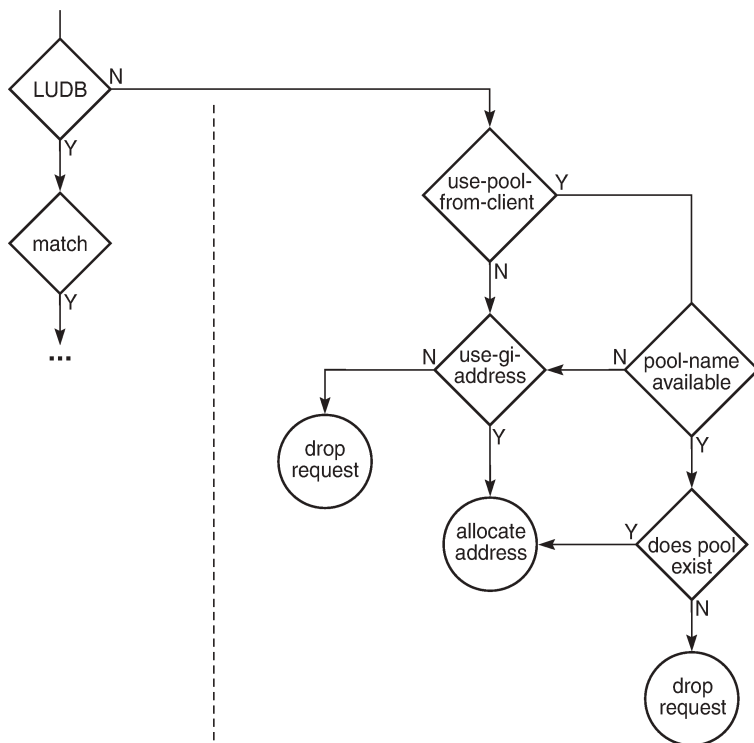 LUDB
N
Y
match
Y
...
use-pool-
from-client
Y
N
use-gi-
address
N
Y
pool-name
available
N
Y
drop
request
allocate
address
does pool
exist
Y
N
drop
request